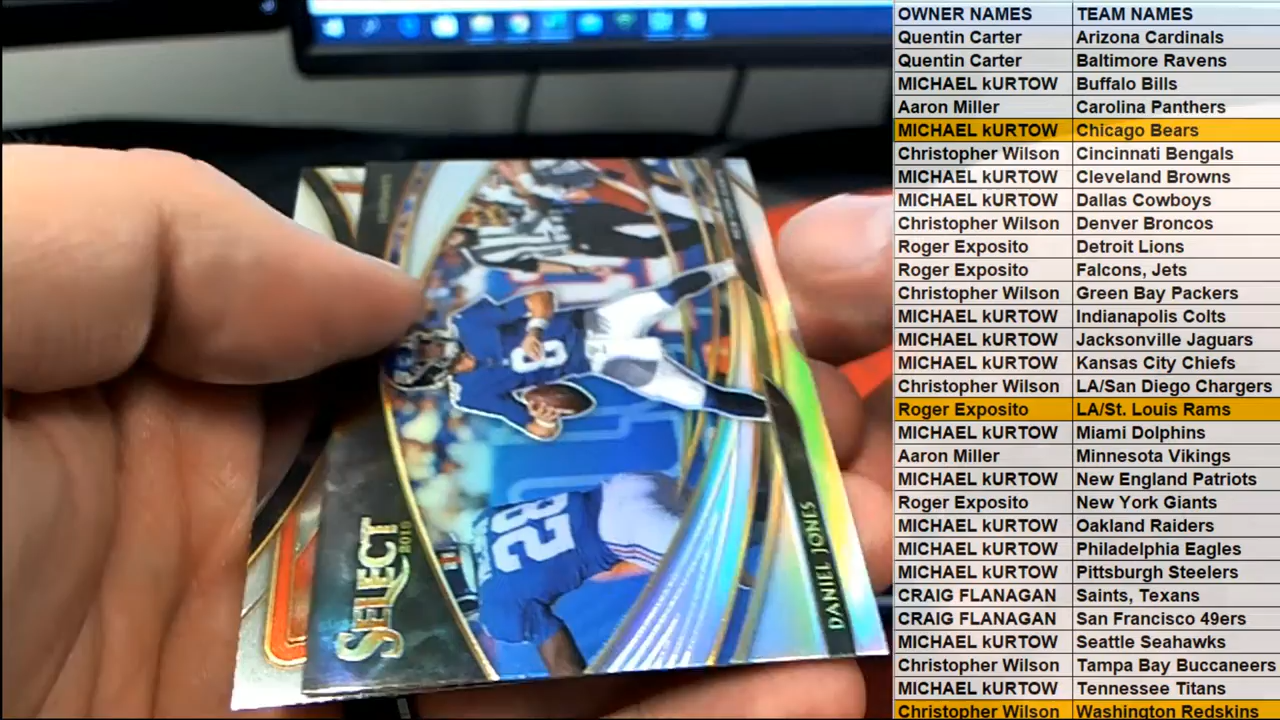 OWNER NAMES TEAM NAMES
Quentin Carter Arizona Cardinals
Quentin Carter Baltimore Ravens
MICHAEL kURTOW Buffalo Bills
Aaron Miller Carolina Panthers
MICHAEL kURTOW Chicago Bears
Christopher Wilson Cincinnati Bengals
MICHAEL kURTOW Cleveland Browns
MICHAEL kURTOW Dallas Cowboys
Christopher Wilson Denver Broncos
Roger Exposito Detroit Lions
Roger Exposito Falcons, Jets
Christopher Wilson Green Bay Packers
MICHAEL kURTOW Indianapolis Colts
MICHAEL kURTOW Jacksonville Jaguars
MICHAEL kURTOW Kansas City Chiefs
Christopher Wilson LA/San Diego Chargers
Roger Exposito LA/St. Louis Rams
MICHAEL kURTOW Miami Dolphins
Aaron Miller Minnesota Vikings
MICHAEL kURTOW New England Patriots
Roger Exposito New York Giants
MICHAEL kURTOW Oakland Raiders
MICHAEL kURTOW Philadelphia Eagles
MICHAEL kURTOW Pittsburgh Steelers
CRAIG FLANAGAN Saints, Texans
CRAIG FLANAGAN San Francisco 49ers
MICHAEL kURTOW Seattle Seahawks
Christopher Wilson Tampa Bay Buccaneers
MICHAEL kURTOW Tennessee Titans
Christopher Wilson Washington Redskins
SELECT
2019
DANIEL JONES
8
28